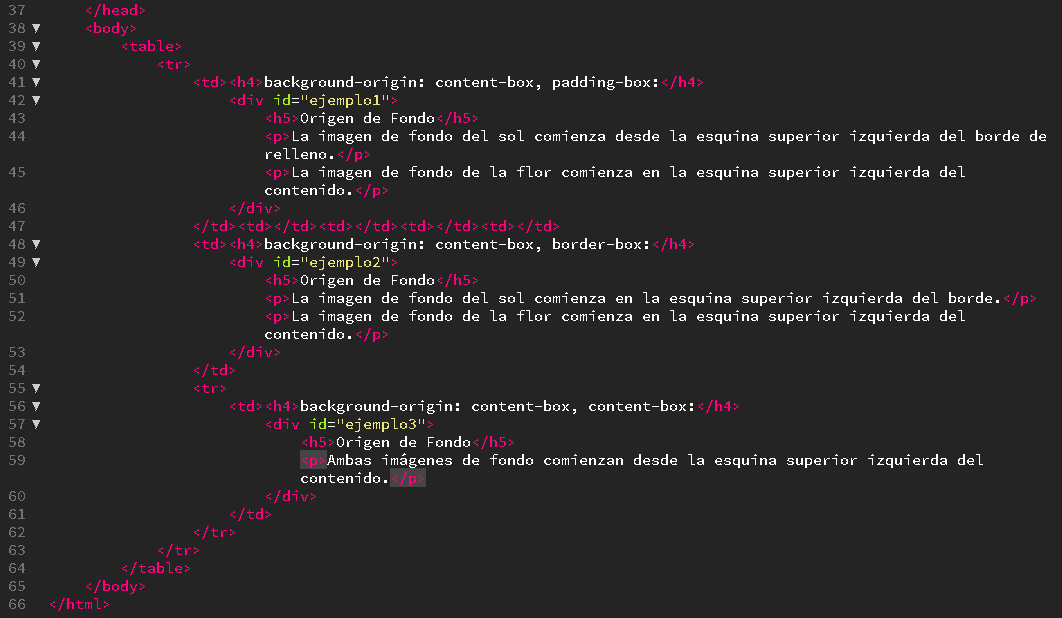 37 </head>
38 ▼ <body>
39 ▼ <table>
40 ▼ <tr>
41 ▼ <td><h4>background-origin: content-box, padding-box:</h4>
42 ▼ <div id="ejemplo1">
43 <h5>Origen de Fondo</h5>
44 <p>La imagen de fondo del sol comienza desde la esquina superior izquierda del borde de
relleno.</p>
45 <p>La imagen de fondo de la flor comienza en la esquina superior izquierda del
contenido.</p>
46 </div>
47 </td><td></td><td></td><td></td><td></td>
48 ▼ <td><h4>background-origin: content-box, border-box:</h4>
49 ▼ <div id="ejemplo2">
50 <h5>Origen de Fondo</h5>
51 <p>La imagen de fondo del sol comienza en la esquina superior izquierda del borde.</p>
52 <p>La imagen de fondo de la flor comienza en la esquina superior izquierda del
contenido.</p>
53 </div>
54 </td>
55 ▼ <tr>
56 ▼ <td><h4>background-origin: content-box, content-box:</h4>
57 ▼ <div id="ejemplo3">
58 <h5>Origen de Fondo</h5>
59 <p>Ambas imágenes de fondo comienzan desde la esquina superior izquierda del
contenido.</p>
60 </div>
61 </td>
62 </tr>
63 </tr>
64 </table>
65 </body>
66 </html>